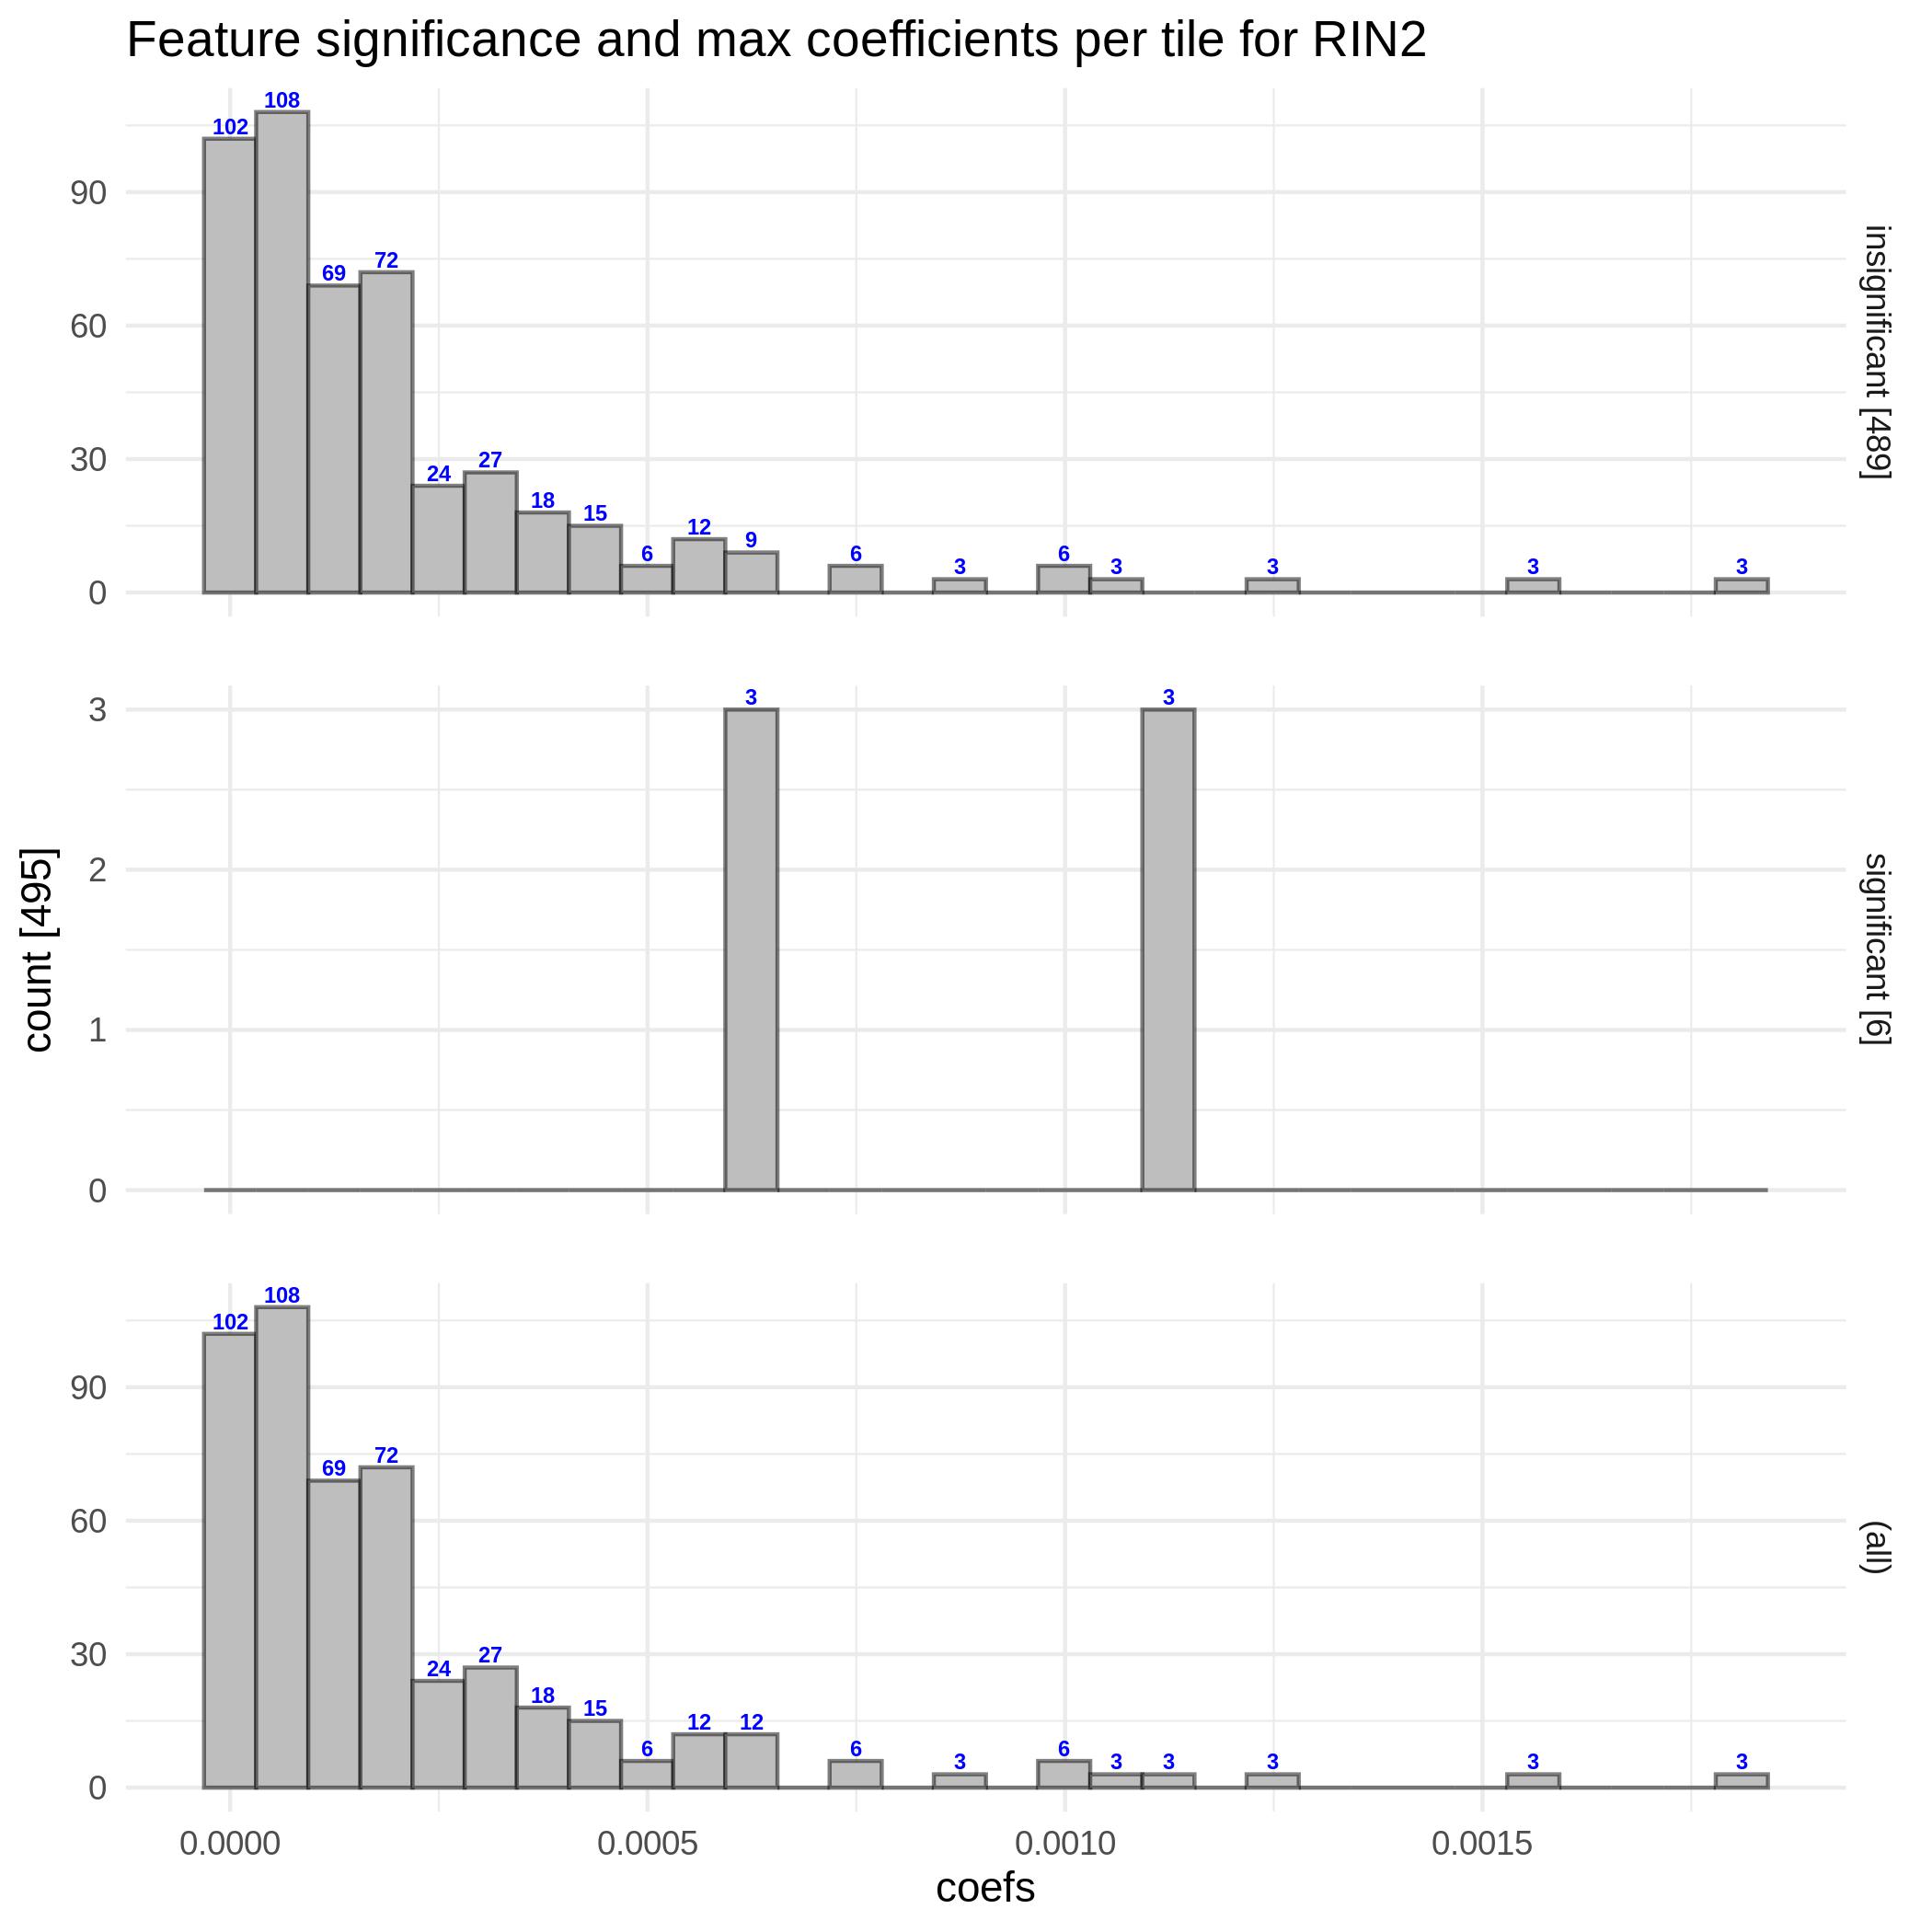 Feature significance and max coefficients per tile for RIN2
102 108 69 72 24 27 18 15 6 12 9 6 3 6 3 3 3 3
90
60
30
0
insignificant [489]
3 3
3
2
1
0
significant [6]
count [495]
102 108 69 72 24 27 18 15 6 12 12 6 3 6 3 3 3 3 3
90
60
30
0
(all)
0.0000 0.0005 0.0010 0.0015
coefs